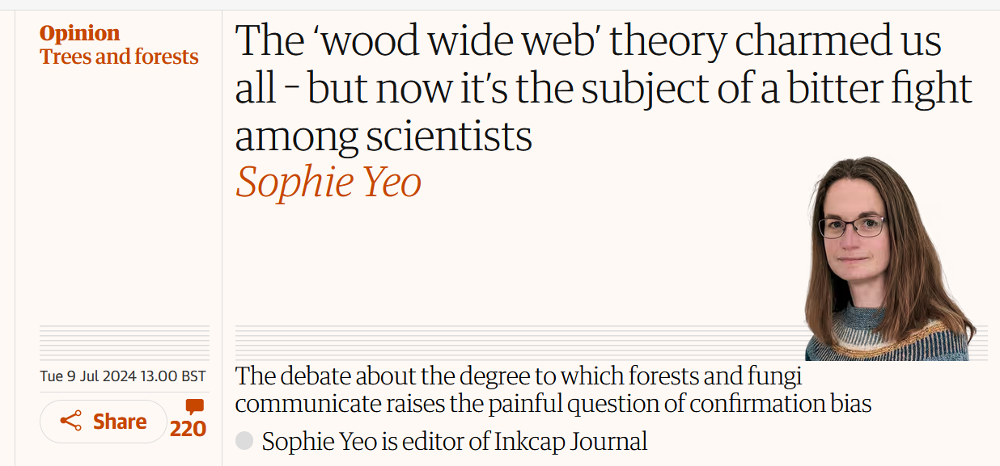 Opinion
Trees and forests
The ‘wood wide web’ theory charmed us
all – but now it’s the subject of a bitter fight
among scientists
Sophie Yeo
Tue 9 Jul 2024 13.00 BST
Share
220
The debate about the degree to which forests and fungi
communicate raises the painful question of confirmation bias
Sophie Yeo is editor of Inkcap Journal